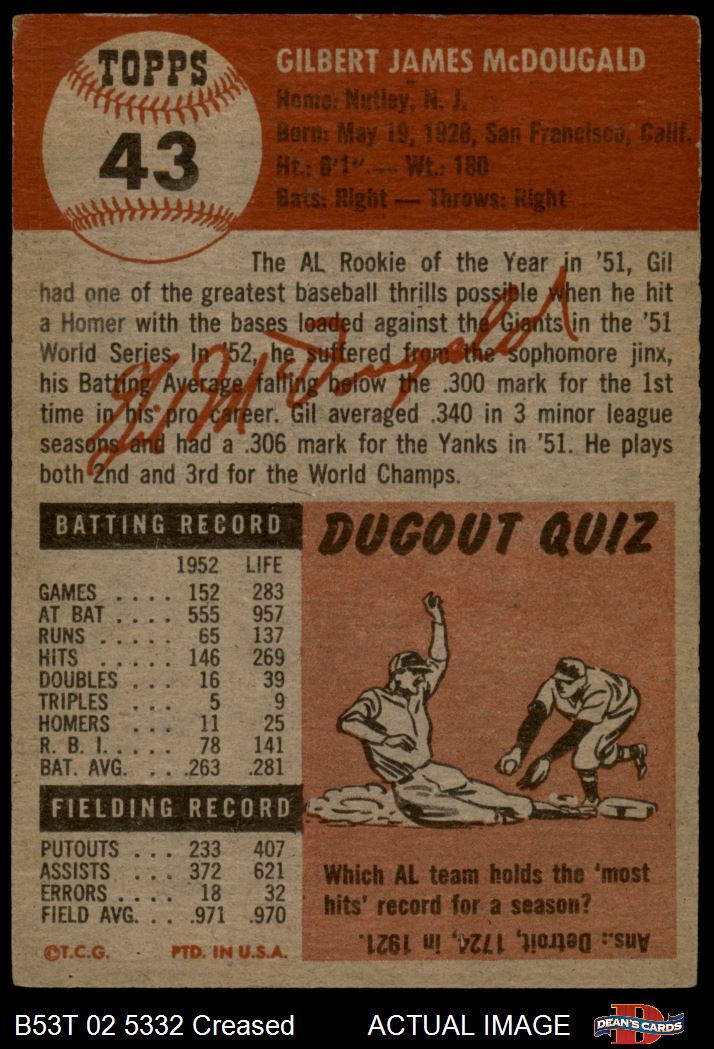 TOPPS
43
GILBERT JAMES McDOUGALD
Home: Nutley, N. J.
Born: May 19, 1928, San Francisco, Calif.
Ht.: 6'1" — Wt.: 180
Bats: Right — Throws: Right
The AL Rookie of the Year in '51, Gil
had one of the greatest baseball thrills possible when he hit
a Homer with the bases loaded against the Giants in the '51
World Series. In '52, he suffered from the sophomore jinx,
his Batting Average falling below the .300 mark for the 1st
time in his pro career. Gil averaged .340 in 3 minor league
seasons and had a .306 mark for the Yanks in '51. He plays
both 2nd and 3rd for the World Champs.
Gil McDougald
BATTING RECORD
1952 LIFE
GAMES .... 152 283
AT BAT .... 555 957
RUNS ..... 65 137
HITS ..... 146 269
DOUBLES ... 16 39
TRIPLES ... 5 9
HOMERS ... 11 25
R. B. I. .... 78 141
BAT. AVG. .. .263 .281
FIELDING RECORD
PUTOUTS ... 233 407
ASSISTS ... 372 621
ERRORS .... 18 32
FIELD AVG. .. .971 .970
©T.C.G. PTD. IN U.S.A.
DUGOUT QUIZ
Which AL team holds the 'most
hits' record for a season?
Ans.: Detroit, 1724, in 1921.
B53T 02 5332 Creased ACTUAL IMAGE
D
DEAN'S CARDS